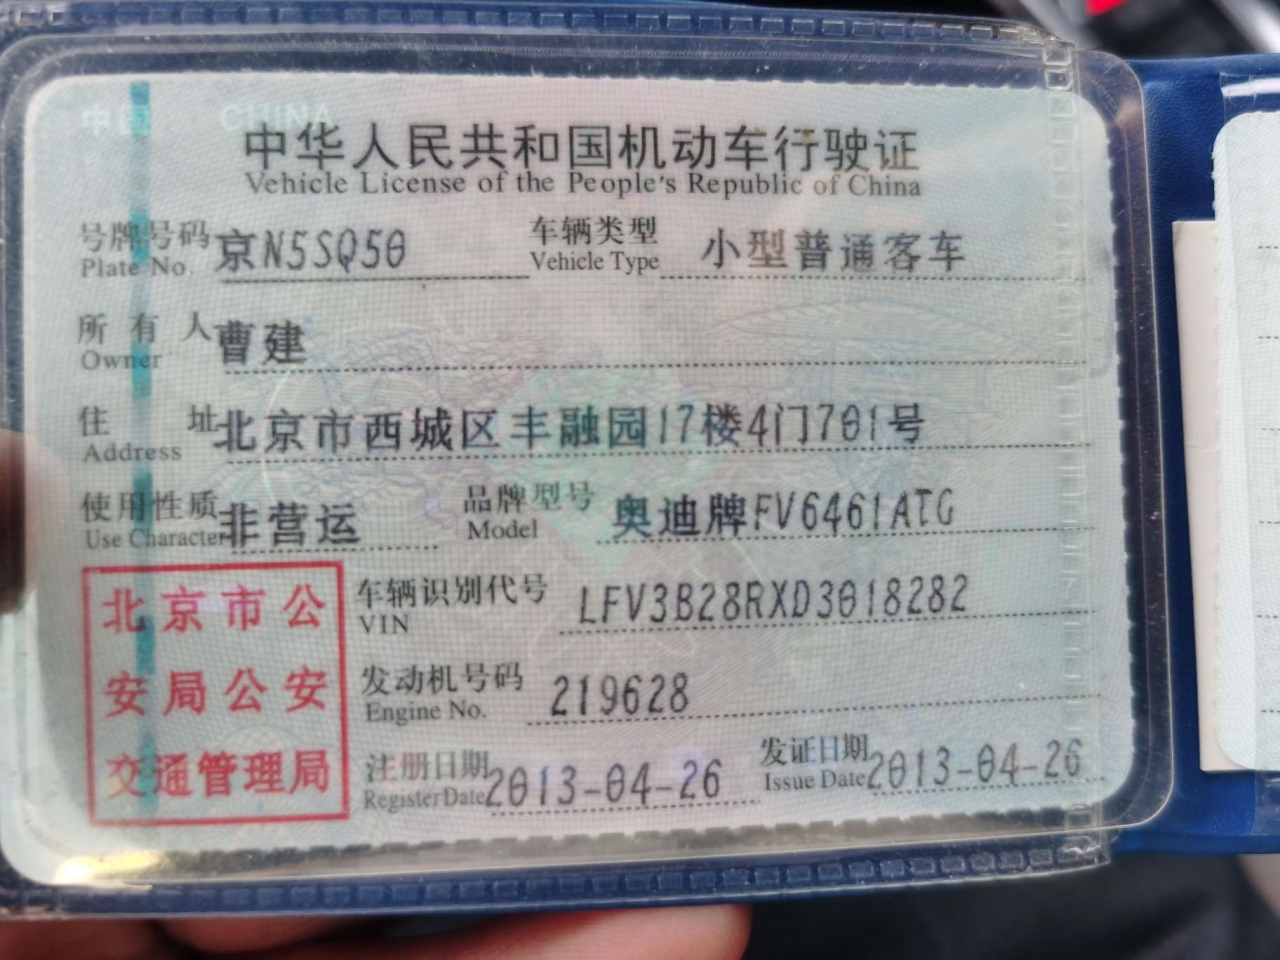 中国 CHINA
中华人民共和国机动车行驶证
Vehicle License of the People's Republic of China
号牌号码 京N5SQ50 车辆类型 小型普通客车
Plate No. Vehicle Type
所有人 曹建
Owner
住址 北京市西城区丰融园17楼4门701号
Address
使用性质 非营运 品牌型号 奥迪牌FV6461ATG
Use Character Model
车辆识别代号 LFV3B28RXD3018282
VIN
发动机号码 219628
Engine No.
注册日期 2013-04-26 发证日期 2013-04-26
Register Date Issue Date
北京市公
安局公安
交通管理局